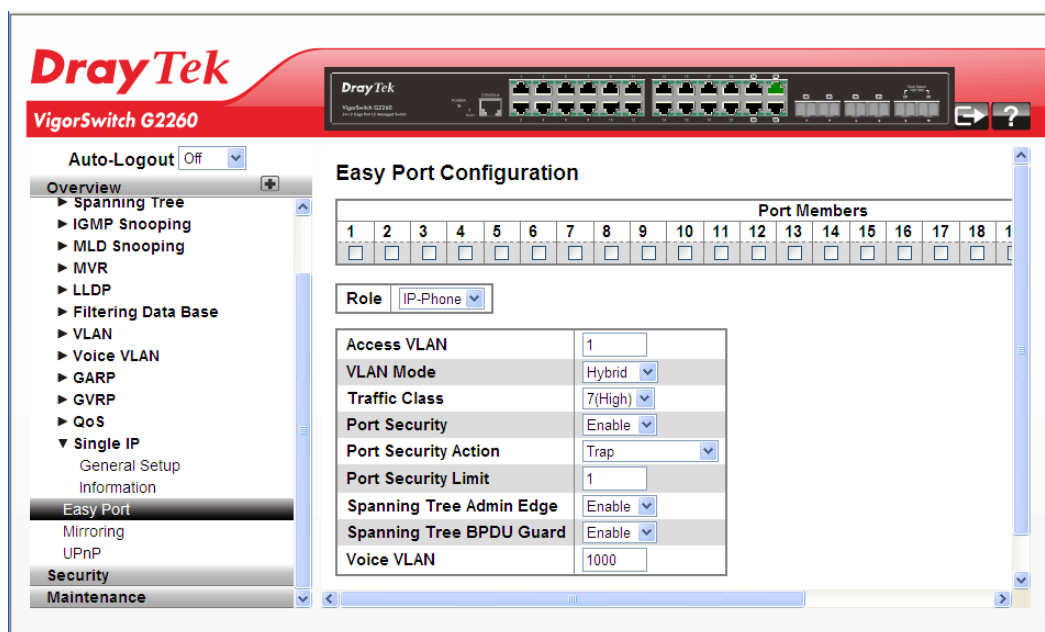 DrayTek
VigorSwitch G2260
DrayTek
VigorSwitch G2260
Auto-Logout Off
Overview
Spanning Tree
IGMP Snooping
MLD Snooping
MVR
LLDP
Filtering Data Base
VLAN
Voice VLAN
GARP
GVRP
QoS
Single IP
General Setup
Information
Easy Port
Mirroring
UPnP
Security
Maintenance
Easy Port Configuration
Port Members
1 2 3 4 5 6 7 8 9 10 11 12 13 14 15 16 17 18 1
Role IP-Phone
Access VLAN 1
VLAN Mode Hybrid
Traffic Class 7(High)
Port Security Enable
Port Security Action Trap
Port Security Limit 1
Spanning Tree Admin Edge Enable
Spanning Tree BPDU Guard Enable
Voice VLAN 1000